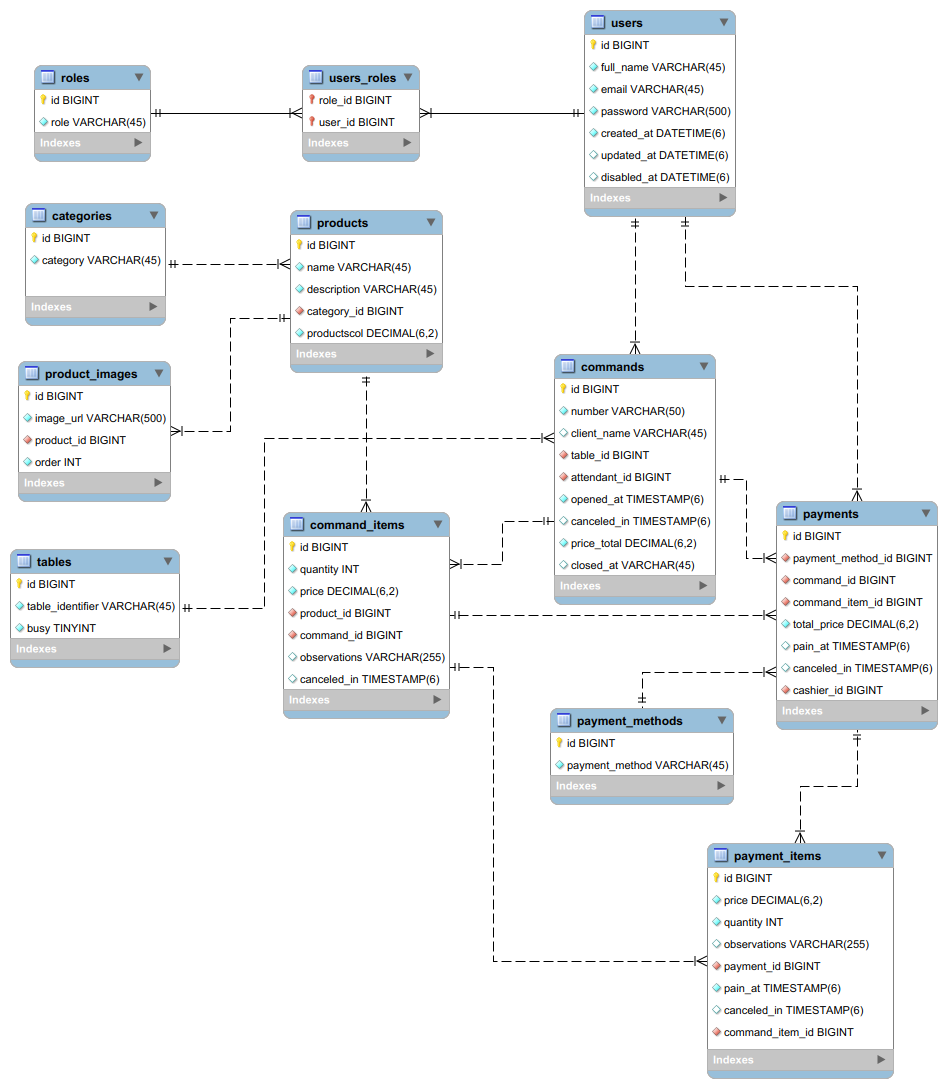 users
id BIGINT
full_name VARCHAR(45)
email VARCHAR(45)
password VARCHAR(500)
created_at DATETIME(6)
updated_at DATETIME(6)
disabled_at DATETIME(6)
Indexes
roles
id BIGINT
role VARCHAR(45)
Indexes
users_roles
role_id BIGINT
user_id BIGINT
Indexes
categories
id BIGINT
category VARCHAR(45)
Indexes
products
id BIGINT
name VARCHAR(45)
description VARCHAR(45)
category_id BIGINT
productscol DECIMAL(6,2)
Indexes
product_images
id BIGINT
image_url VARCHAR(500)
product_id BIGINT
order INT
Indexes
commands
id BIGINT
number VARCHAR(50)
client_name VARCHAR(45)
table_id BIGINT
attendant_id BIGINT
opened_at TIMESTAMP(6)
canceled_in TIMESTAMP(6)
price_total DECIMAL(6,2)
closed_at VARCHAR(45)
Indexes
command_items
id BIGINT
quantity INT
price DECIMAL(6,2)
product_id BIGINT
command_id BIGINT
observations VARCHAR(255)
canceled_in TIMESTAMP(6)
Indexes
tables
id BIGINT
table_identifier VARCHAR(45)
busy TINYINT
Indexes
payments
id BIGINT
payment_method_id BIGINT
command_id BIGINT
command_item_id BIGINT
total_price DECIMAL(6,2)
pain_at TIMESTAMP(6)
canceled_in TIMESTAMP(6)
cashier_id BIGINT
Indexes
payment_methods
id BIGINT
payment_method VARCHAR(45)
Indexes
payment_items
id BIGINT
price DECIMAL(6,2)
quantity INT
observations VARCHAR(255)
payment_id BIGINT
pain_at TIMESTAMP(6)
canceled_in TIMESTAMP(6)
command_item_id BIGINT
Indexes